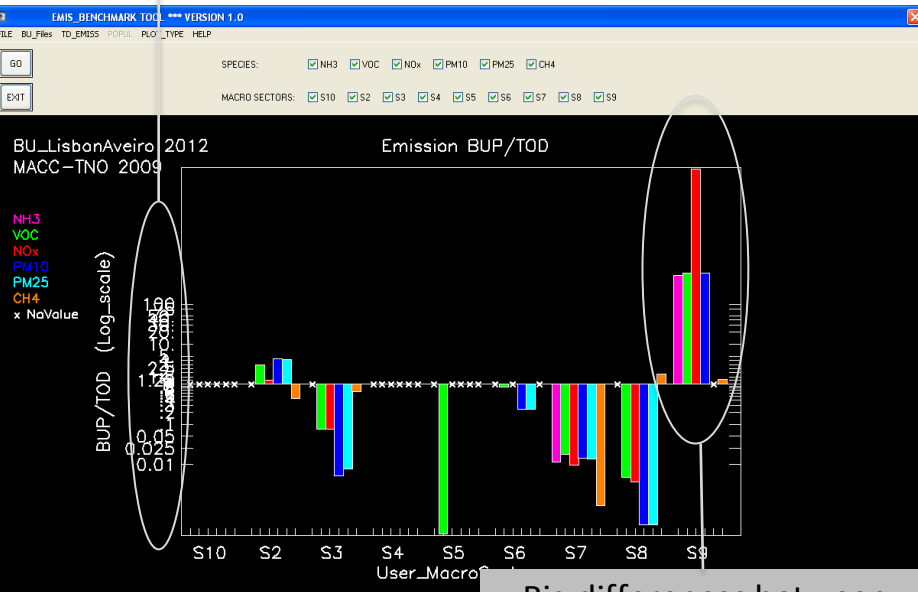 EMIS_BENCHMARK TOOL *** VERSION 1.0
FILE BU_Files TD_EMISS POPUL PLOT_TYPE HELP
GO
SPECIES: NH3 VOC NOx PM10 PM25 CH4
EXIT
MACRO SECTORS: S10 S2 S3 S4 S5 S6 S7 S8 S9
BU_LisbonAveiro 2012
MACC-TNO 2009
Emission BUP/TOD
NH3
VOC
NOx
PM10
PM25
CH4
x NoValue
BUP/TOD (Log_scale)
100
10.
0.05
0.025
0.01
S10 S2 S3 S4 S5 S6 S7 S8 S9